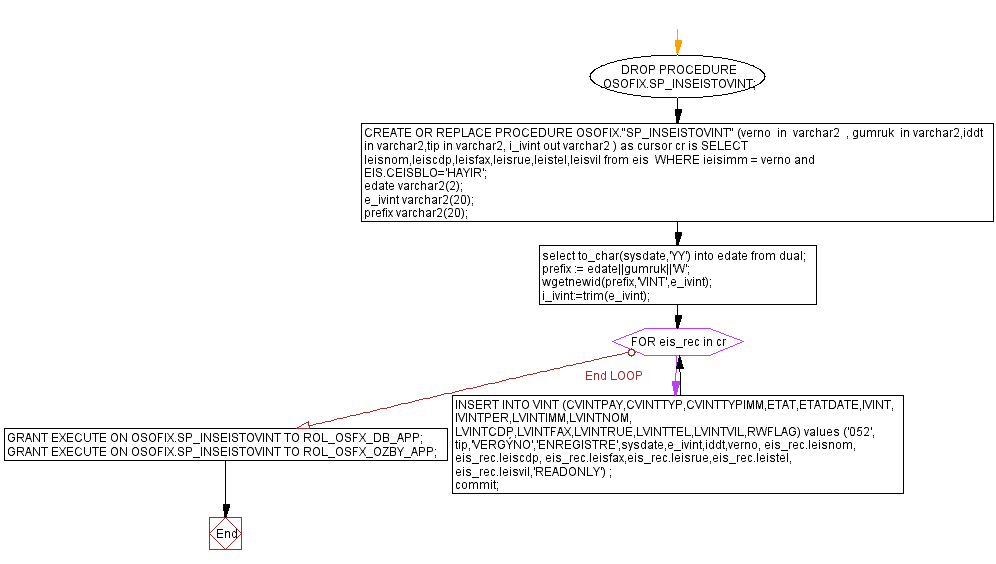 DROP PROCEDURE
OSOFIX.SP_INSEISTOVINT;
CREATE OR REPLACE PROCEDURE OSOFIX."SP_INSEISTOVINT" (verno in varchar2 , gumruk in varchar2,iddt
in varchar2,tip in varchar2, i_ivint out varchar2 ) as cursor cr is SELECT
leisnom,leiscdp,leisfax,leisrue,leistel,leisvil from eis WHERE ieisimm = verno and
EIS.CEISBLO='HAYIR';
edate varchar2(2);
e_ivint varchar2(20);
prefix varchar2(20);
select to_char(sysdate,'YY') into edate from dual;
prefix := edate||gumruk||'W';
wgetnewid(prefix,'VINT',e_ivint);
i_ivint:=trim(e_ivint);
FOR eis_rec in cr
End LOOP
INSERT INTO VINT (CVINTPAY,CVINTTYP,CVINTTYPIMM,ETAT,ETATDATE,IVINT,
IVINTPER,LVINTIMM,LVINTNOM,
LVINTCDP,LVINTFAX,LVINTRUE,LVINTTEL,LVINTVIL,RWFLAG) values ('052',
tip,'VERGYNO','ENREGISTRE',sysdate,e_ivint,iddt,verno, eis_rec.leisnom,
eis_rec.leiscdp, eis_rec.leisfax,eis_rec.leisrue,eis_rec.leistel,
eis_rec.leisvil,'READONLY') ;
commit;
GRANT EXECUTE ON OSOFIX.SP_INSEISTOVINT TO ROL_OSFX_DB_APP;
GRANT EXECUTE ON OSOFIX.SP_INSEISTOVINT TO ROL_OSFX_OZBY_APP;
End